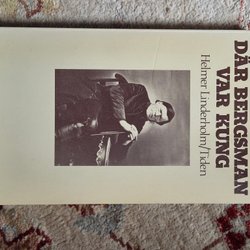 DÄR BERGSMAN
VAR KUNG
Helmer Linderholm/Tiden